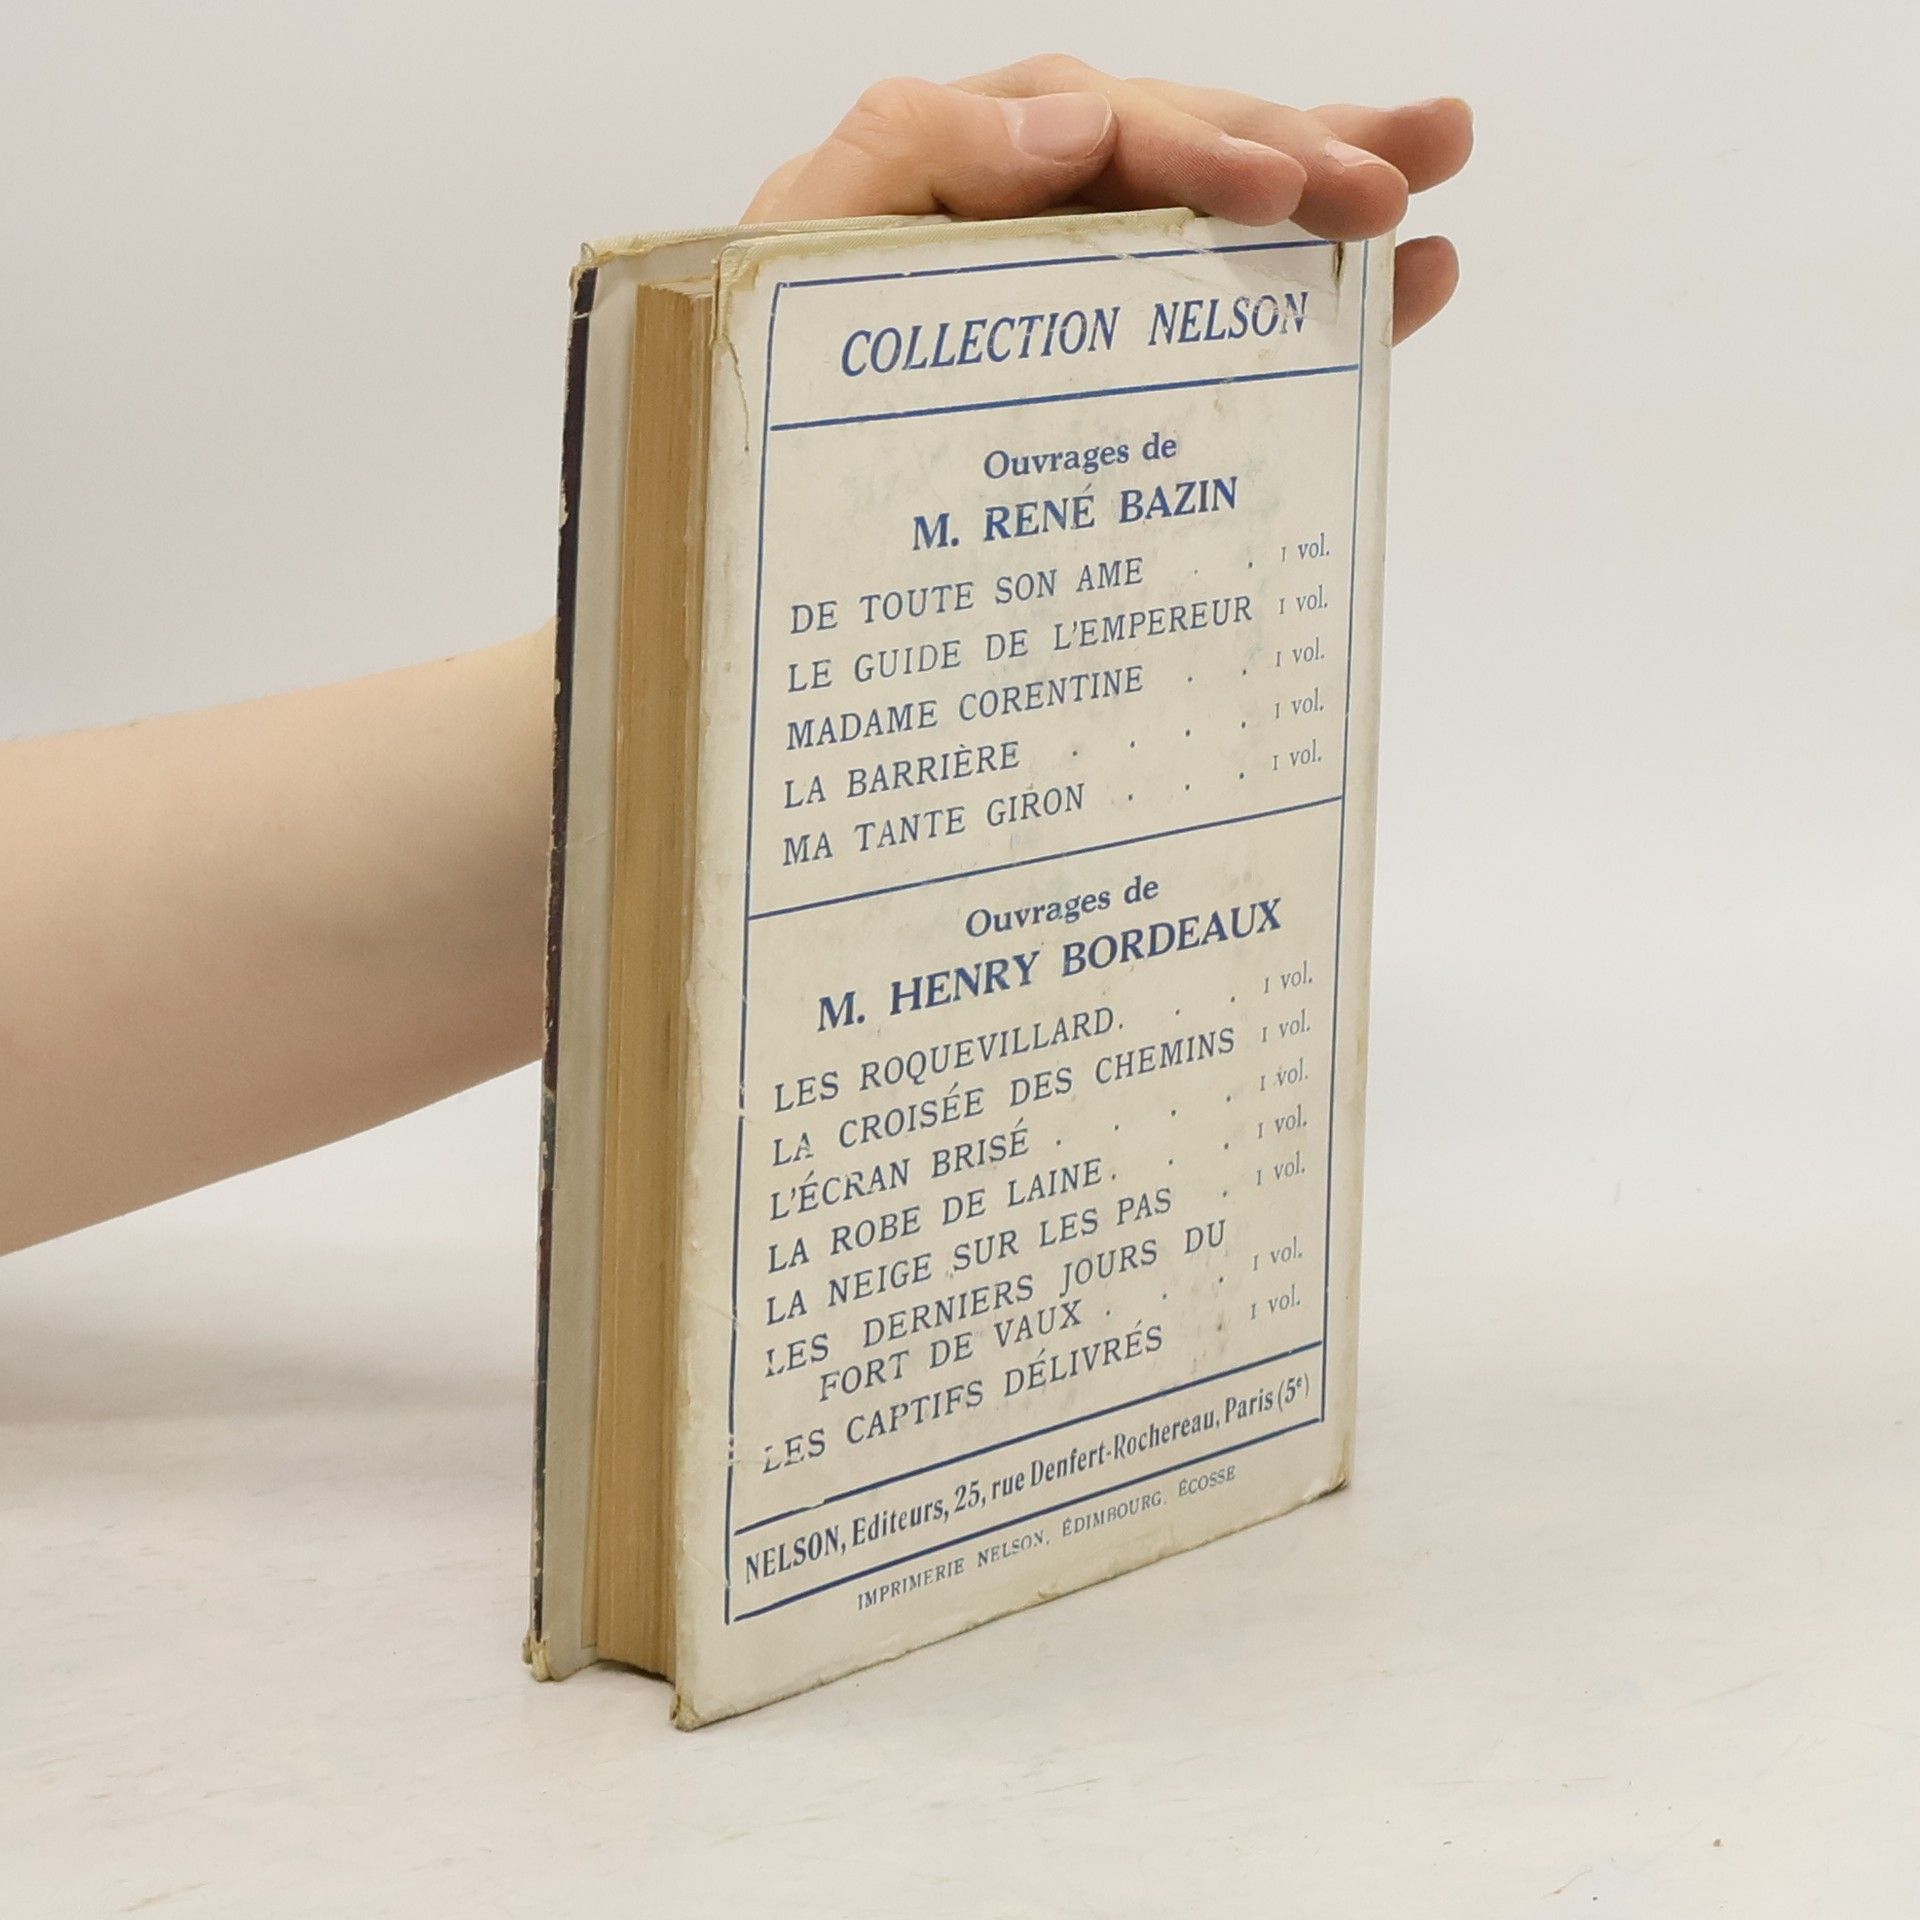 COLLECTION NELSON
Ouvrages de
M. RENÉ BAZIN
DE TOUTE SON AME . . 1 vol.
LE GUIDE DE L'EMPEREUR 1 vol.
MADAME CORENTINE . . 1 vol.
LA BARRIÈRE . . . . 1 vol.
MA TANTE GIRON . . . 1 vol.
Ouvrages de
M. HENRY BORDEAUX
LES ROQUEVILLARD. . . 1 vol.
LA CROISÉE DES CHEMINS 1 vol.
L'ÉCRAN BRISÉ . . . . 1 vol.
LA ROBE DE LAINE. . . 1 vol.
LA NEIGE SUR LES PAS . 1 vol.
LES DERNIERS JOURS DU
FORT DE VAUX . . . 1 vol.
LES CAPTIFS DÉLIVRÉS . 1 vol.
NELSON, Editeurs, 25, rue Denfert-Rochereau, Paris (5e)
IMPRIMERIE NELSON, ÉDIMBOURG, ÉCOSSE